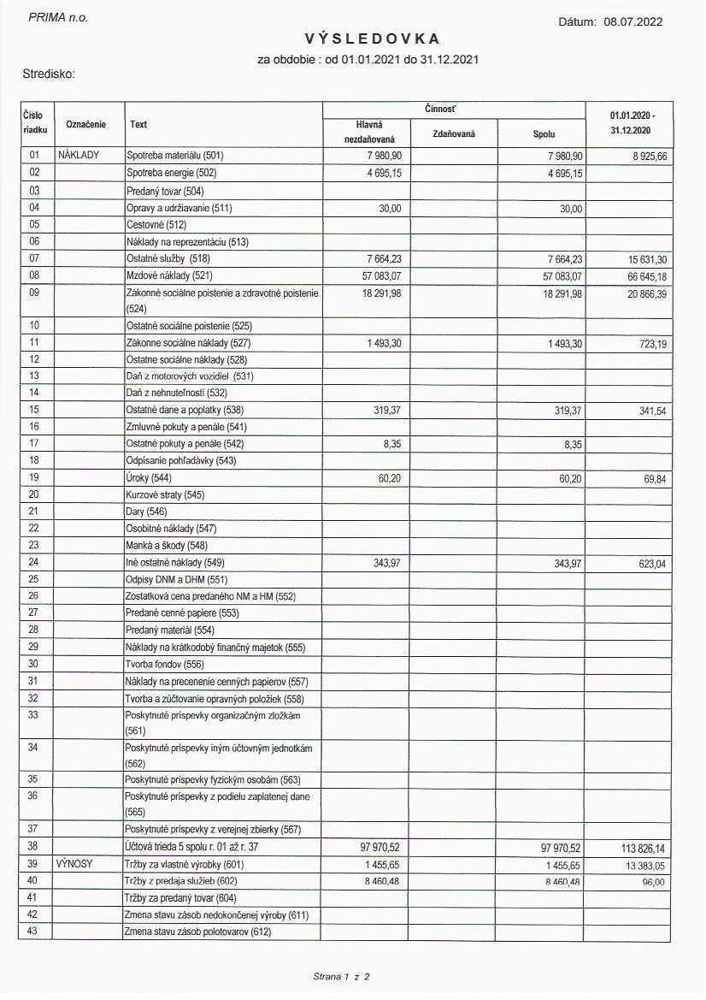 PRIMA n.o.
Dátum: 08.07.2022
VÝSLEDOVKA
za obdobie : od 01.01.2021 do 31.12.2021
Stredisko:
Číslo riadku Označenie Text Činnosť 01.01.2020 - 31.12.2020
Hlavná nezdaňovaná Zdaňovaná Spolu
01 NÁKLADY Spotreba materiálu (501) 7 980,90 7 980,90 8 925,66
02 Spotreba energie (502) 4 695,15 4 695,15
03 Predaný tovar (504)
04 Opravy a udržiavanie (511) 30,00 30,00
05 Cestovné (512)
06 Náklady na reprezentáciu (513)
07 Ostatné služby (518) 7 664,23 7 664,23 15 631,30
08 Mzdové náklady (521) 57 083,07 57 083,07 66 645,18
09 Zákonné sociálne poistenie a zdravotné poistenie 18 291,98 18 291,98 20 866,39
(524)
10 Ostatné sociálne poistenie (525)
11 Zákonne sociálne náklady (527) 1 493,30 1 493,30 723,19
12 Ostatne sociálne náklady (528)
13 Daň z motorových vozidiel (531)
14 Daň z nehnuteľností (532)
15 Ostatné dane a poplatky (538) 319,37 319,37 341,54
16 Zmluvné pokuty a penále (541)
17 Ostatné pokuty a penále (542) 8,35 8,35
18 Odpísanie pohľadávky (543)
19 Úroky (544) 60,20 60,20 69,84
20 Kurzové straty (545)
21 Dary (546)
22 Osobitné náklady (547)
23 Manká a škody (548)
24 Iné ostatné náklady (549) 343,97 343,97 623,04
25 Odpisy DNM a DHM (551)
26 Zostatková cena predaného NM a HM (552)
27 Predané cenné papiere (553)
28 Predaný materiál (554)
29 Náklady na krátkodobý finančný majetok (555)
30 Tvorba fondov (556)
31 Náklady na precenenie cenných papierov (557)
32 Tvorba a zúčtovanie opravných položiek (558)
33 Poskytnuté príspevky organizačným zložkám
(561)
34 Poskytnuté príspevky iným účtovným jednotkám
(562)
35 Poskytnuté príspevky fyzickým osobám (563)
36 Poskytnuté príspevky z podielu zaplatenej dane
(565)
37 Poskytnuté príspevky z verejnej zbierky (567)
38 Účtová trieda 5 spolu r. 01 až r. 37 97 970,52 97 970,52 113 826,14
39 VÝNOSY Tržby za vlastné výrobky (601) 1 455,65 1 455,65 13 383,05
40 Tržby z predaja služieb (602) 8 460,48 8 460,48 96,00
41 Tržby za predaný tovar (604)
42 Zmena stavu zásob nedokončenej výroby (611)
43 Zmena stavu zásob polotovarov (612)
Strana 1 z 2